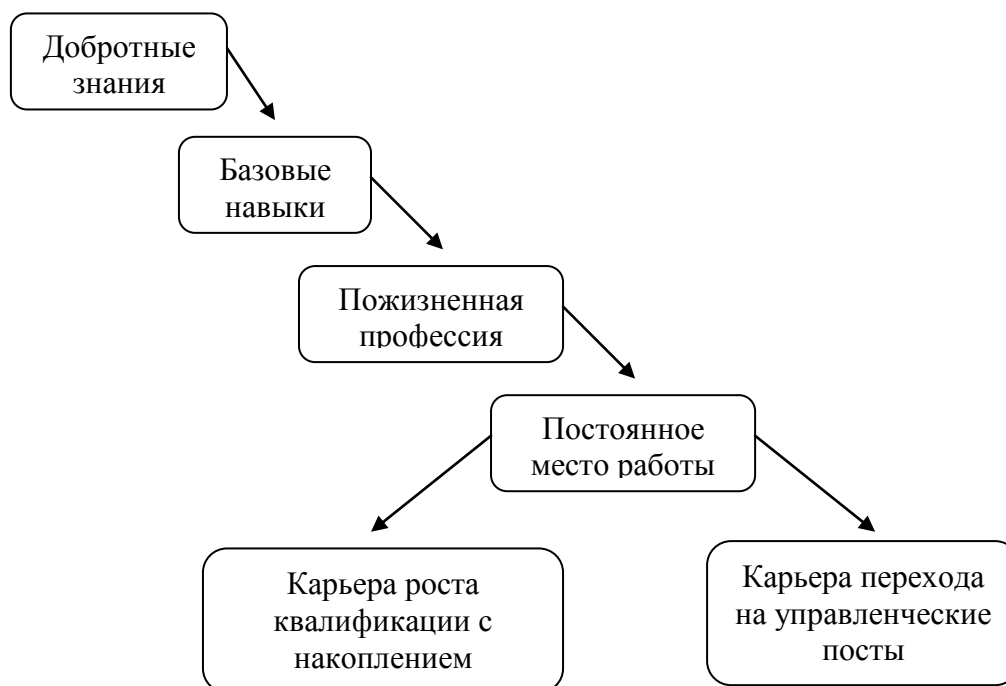 Добротные
знания
Базовые
навыки
Пожизненная
профессия
Постоянное
место работы
Карьера роста
квалификации с
накоплением
Карьера перехода
на управленческие
посты